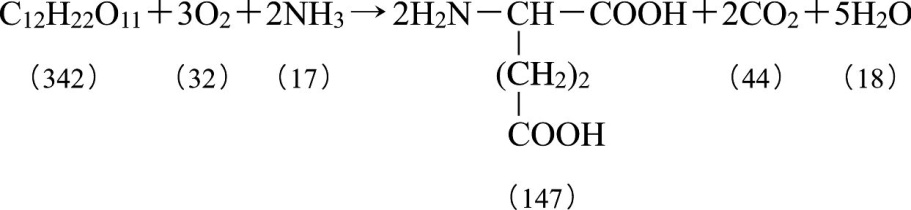 C₁₂H₂₂O₁₁+3O₂+2NH₃→2H₂N−CH−COOH+2CO₂+5H₂O
(342) (32) (17) (CH₂)₂ (44) (18)
COOH
(147)